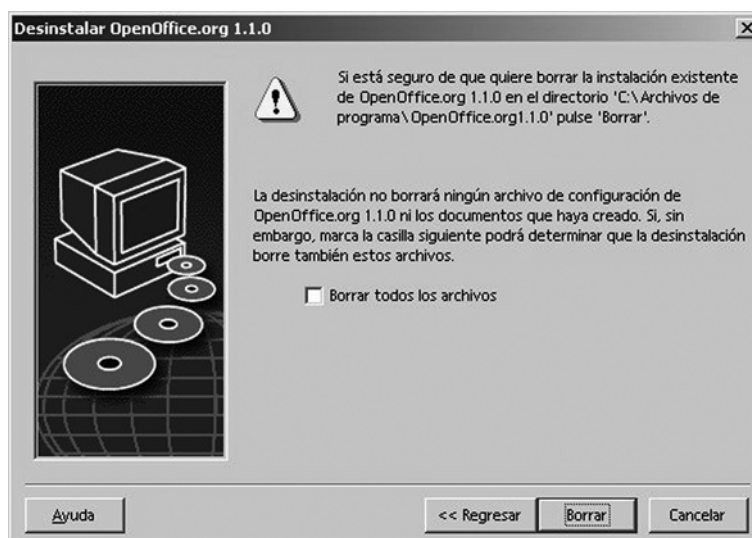 Desinstalar OpenOffice.org 1.1.0
Si está seguro de que quiere borrar la instalación existente
de OpenOffice.org 1.1.0 en el directorio 'C:\Archivos de
programa\OpenOffice.org1.1.0' pulse 'Borrar'.
La desinstalación no borrará ningún archivo de configuración de
OpenOffice.org 1.1.0 ni los documentos que haya creado. Si, sin
embargo, marca la casilla siguiente podrá determinar que la desinstalación
borre también estos archivos.
Borrar todos los archivos
Ayuda
<< Regresar
Borrar
Cancelar